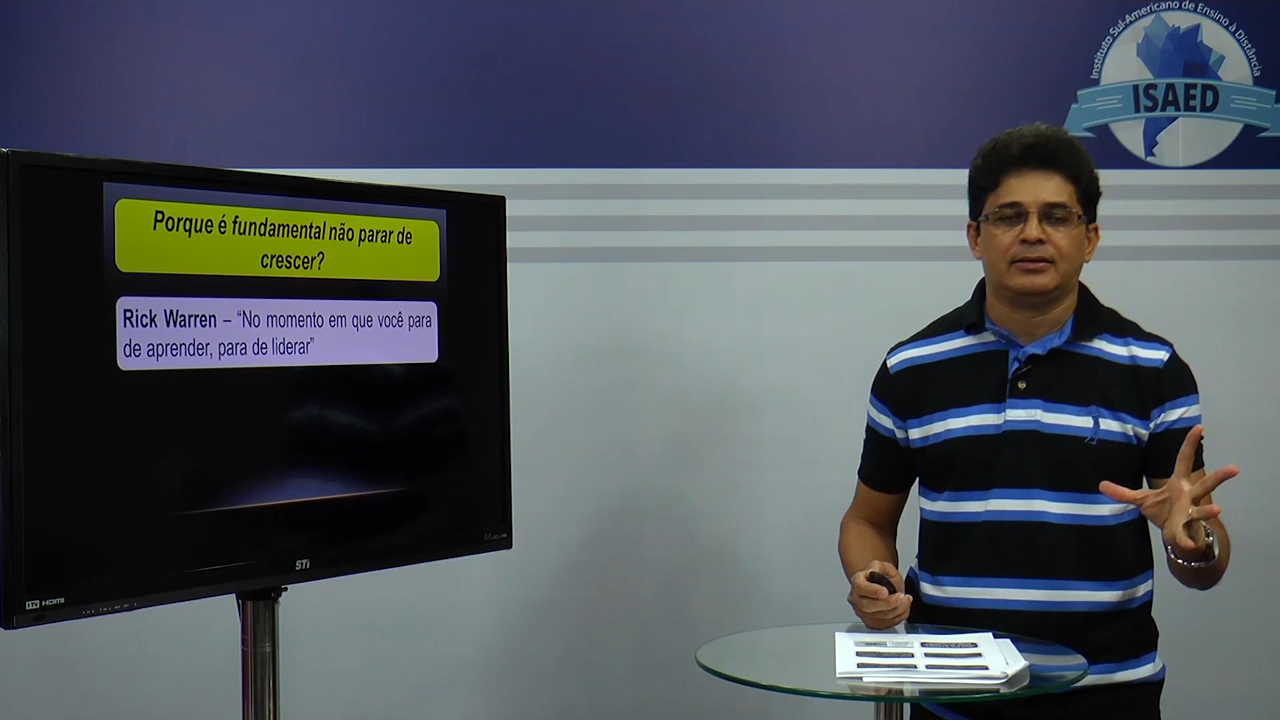 Instituto Sul-Americano de Ensino à Distância
ISAED
Porque é fundamental não parar de
crescer?
Rick Warren – “No momento em que você para
de aprender, para de liderar”
STi
HDMI